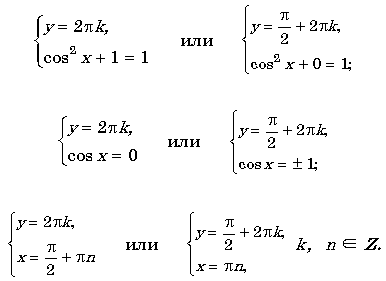 { y = 2πk, cos² x + 1 = 1 или { y = π/2 + 2πk, cos² x + 0 = 1;
{ y = 2πk, cos x = 0 или { y = π/2 + 2πk, cos x = ± 1;
{ y = 2πk, x = π/2 + πn или { y = π/2 + 2πk, x = πn, k, n ∈ Z.